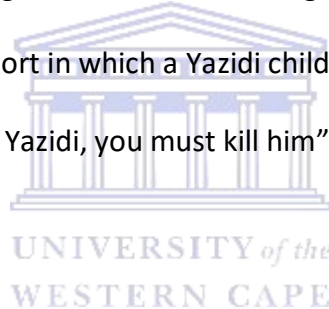 ort in which a Yazidi child
Yazidi, you must kill him”
UNIVERSITY of the
WESTERN CAPE